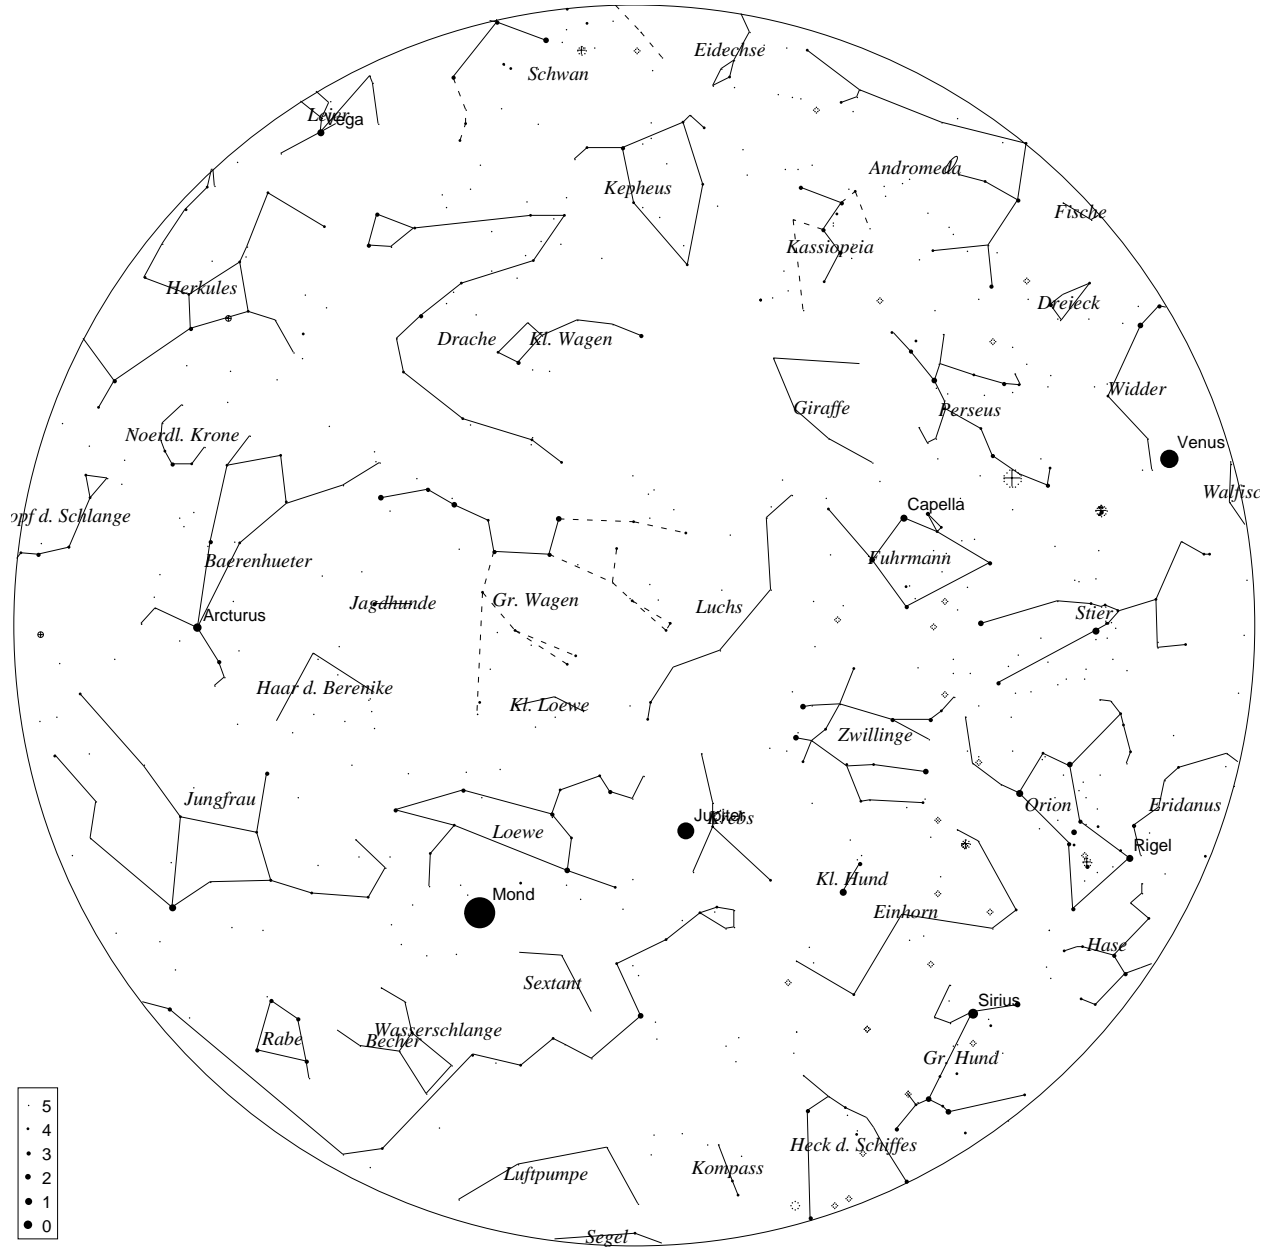 Eidechse
Schwan
Leier
Vega
Andromeda
Kepheus
Fische
Kassiopeia
Herkules
Dreieck
Drache
Kl. Wagen
Widder
Giraffe
Perseus
Noerdl. Krone
Venus
Walfisc
Capella
opf d. Schlange
Fuhrmann
Baerenhueter
Jagdhunde
Gr. Wagen
Luchs
Stier
Arcturus
Haar d. Berenike
Kl. Loewe
Zwillinge
Jungfrau
Orion
Eridanus
Jupiter
Krebs
Loewe
Rigel
Kl. Hund
Mond
Einhorn
Hase
Sextant
Sirius
Wasserschlange
Rabe
Becher
Gr. Hund
5
4
3
2
1
0
Heck d. Schiffes
Kompass
Luftpumpe
Segel